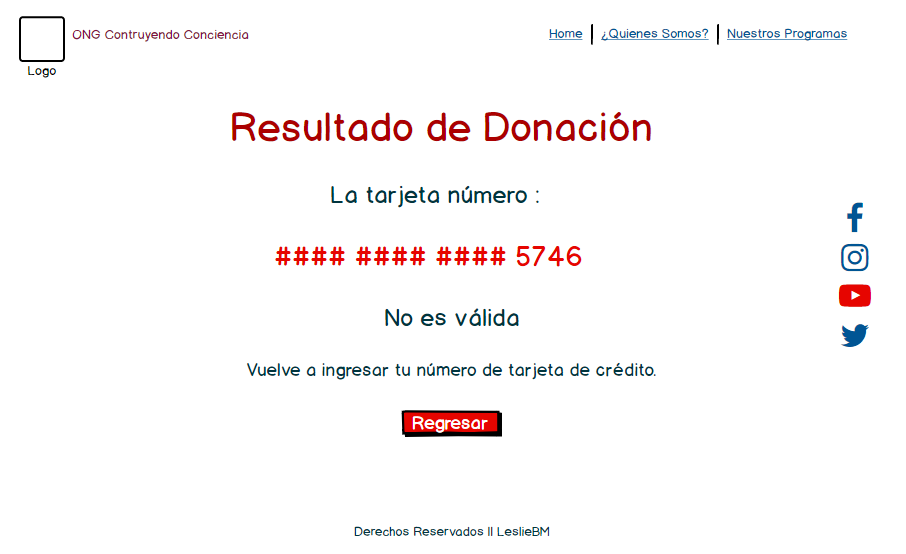 ONG Contruyendo Conciencia
Home
¿Quienes Somos?
Nuestros Programas
Logo
Resultado de Donación
La tarjeta número :
#### #### #### 5746
No es válida
Vuelve a ingresar tu número de tarjeta de crédito.
Regresar
Derechos Reservados || LeslieBM